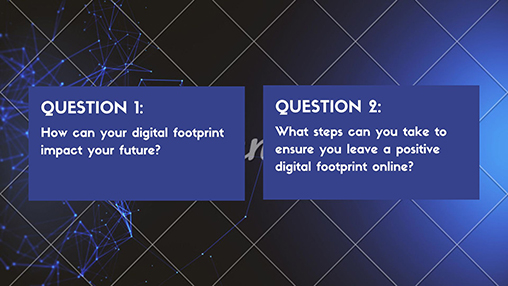 QUESTION 1:
How can your digital footprint
impact your future?
QUESTION 2:
What steps can you take to
ensure you leave a positive
digital footprint online?